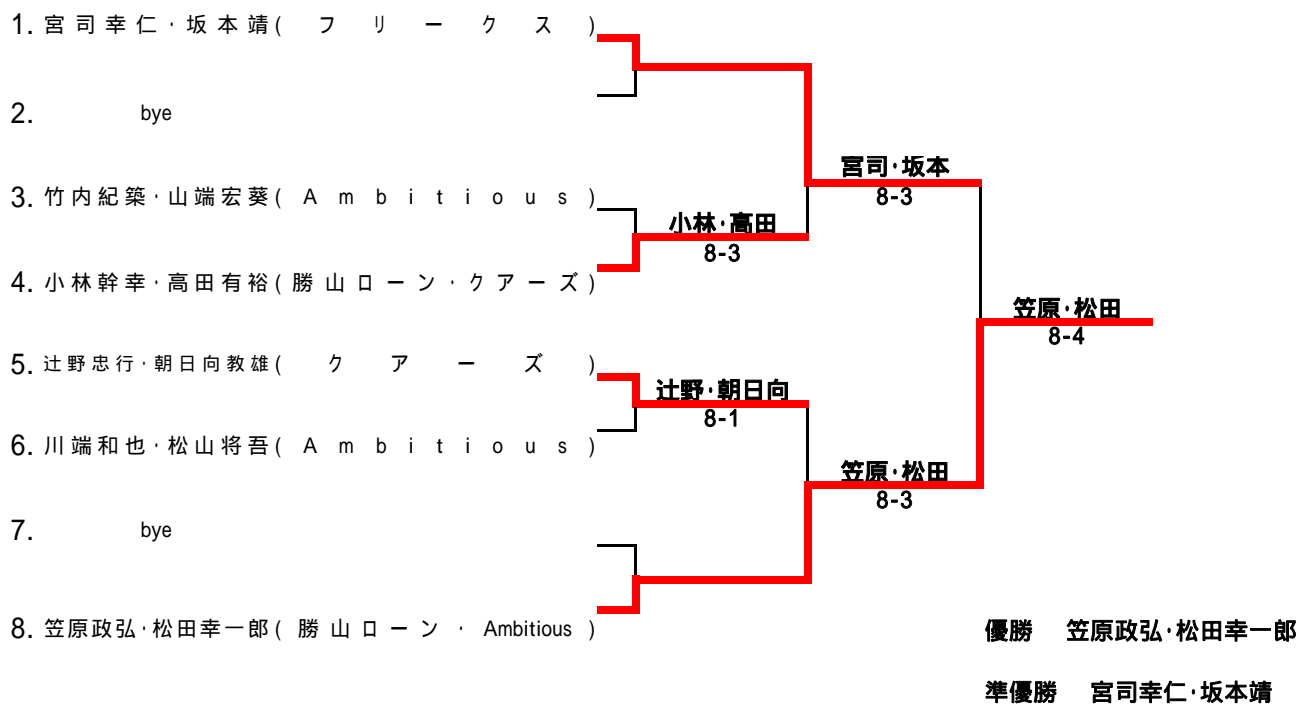 1. 宮司幸仁・坂本靖( フリークス )
2. bye
宮司・坂本
8-3
3. 竹内紀築・山端宏葵( Ambitious )
小林・高田
8-3
4. 小林幹幸・高田有裕( 勝山ローン・クアーズ )
笠原・松田
8-4
5. 辻野忠行・朝日向教雄( クアーズ )
辻野・朝日向
8-1
6. 川端和也・松山将吾( Ambitious )
笠原・松田
8-3
7. bye
8. 笠原政弘・松田幸一郎( 勝山ローン ・ Ambitious )
優勝 笠原政弘・松田幸一郎
準優勝 宮司幸仁・坂本靖